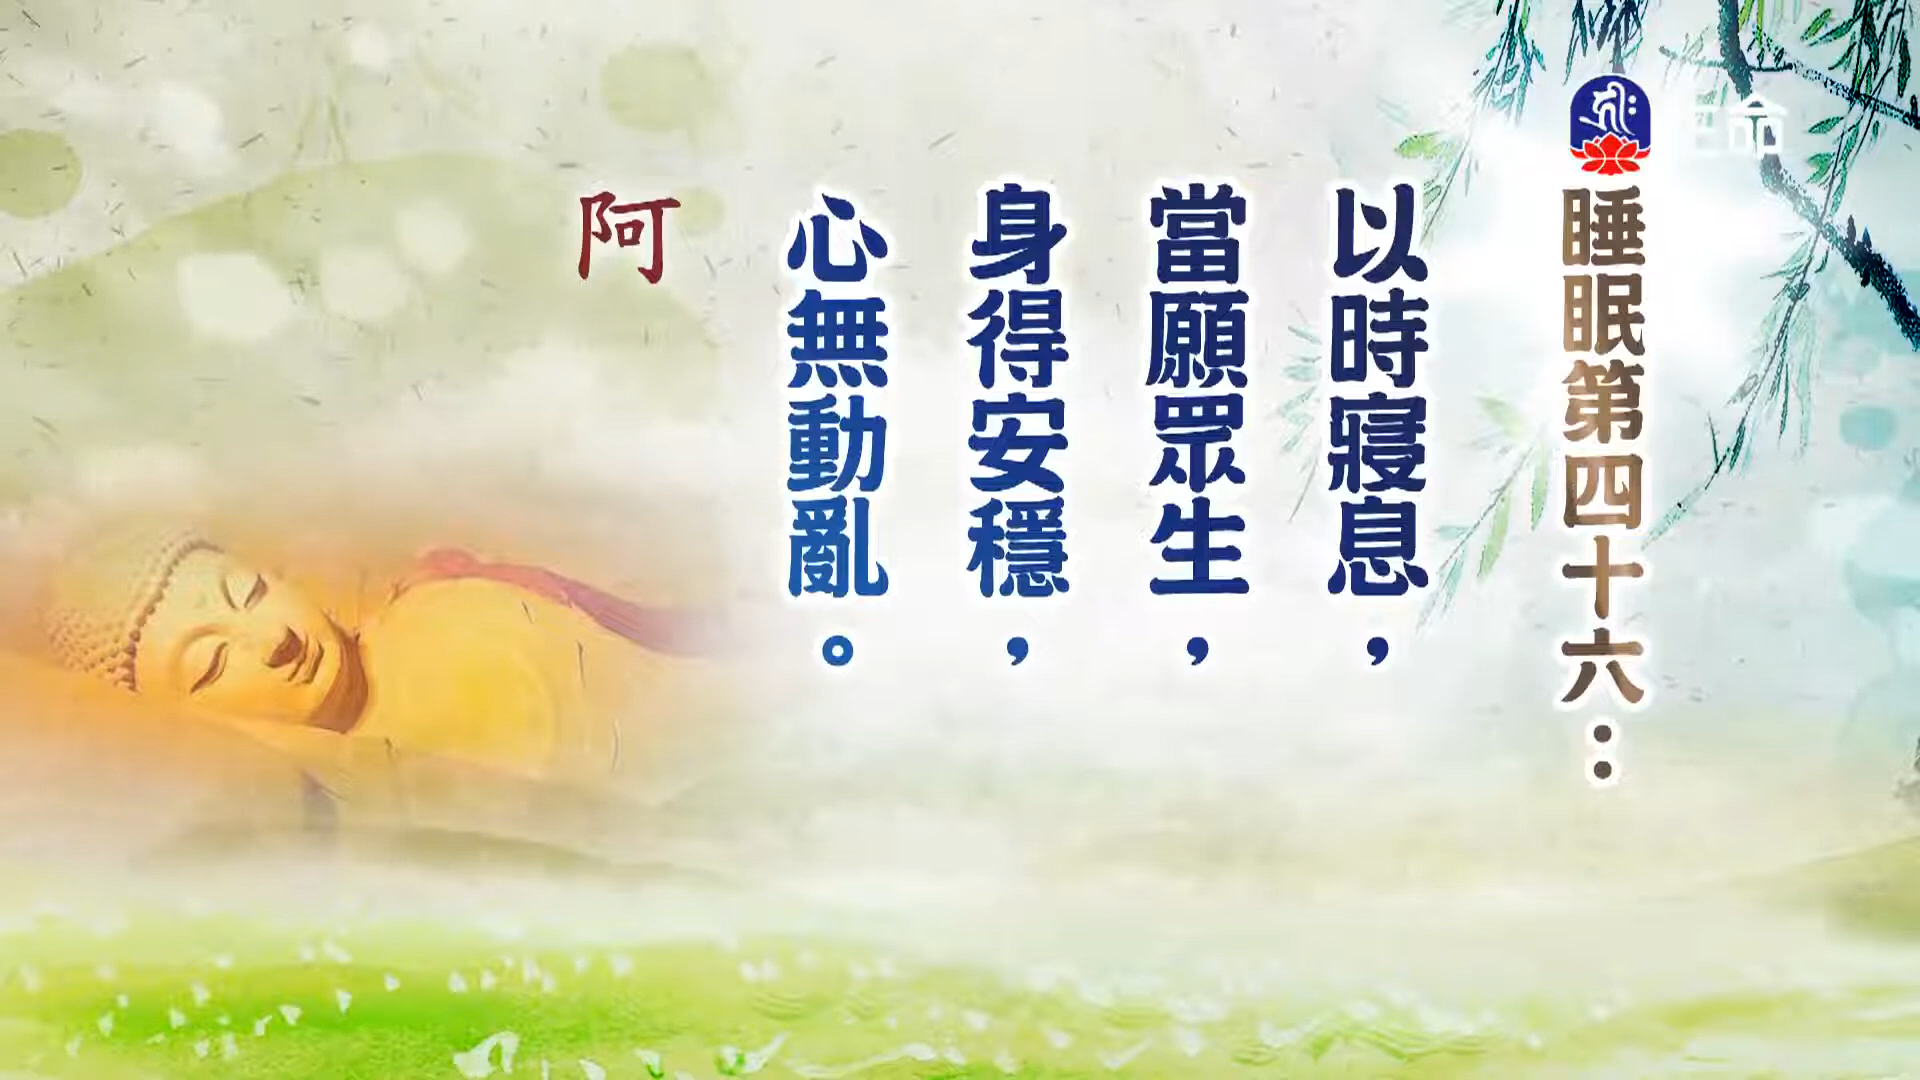 睡眠第四十六：
以時寢息，
當願眾生，
身得安穩，
心無動亂。
阿
命